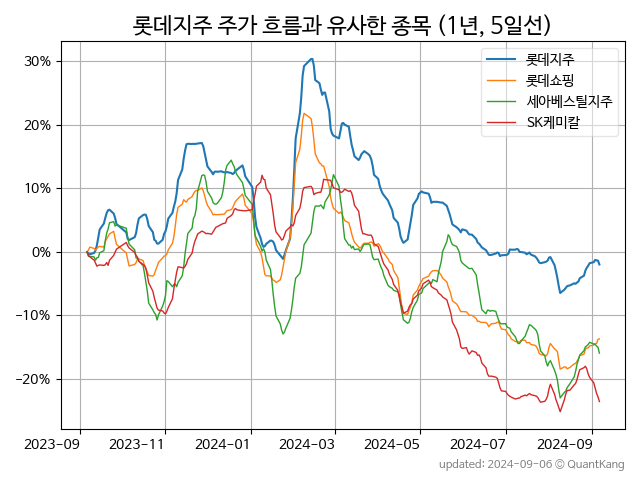 롯데지주 주가 흐름과 유사한 종목 (1년, 5일선)
롯데지주
롯데쇼핑
세아베스틸지주
SK케미칼
30%
20%
10%
0%
−10%
−20%
2023-09
2023-11
2024-01
2024-03
2024-05
2024-07
2024-09
updated: 2024-09-06 © QuantKang